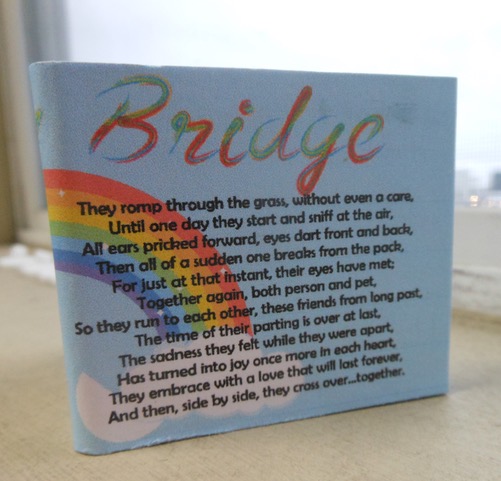 Bridge
They romp through the grass, without even a care,
Until one day they start and sniff at the air,
All ears pricked forward, eyes dart front and back,
Then all of a sudden one breaks from the pack,
For just at that instant, their eyes have met;
Together again, both person and pet,
So they run to each other, these friends from long past,
The time of their parting is over at last,
The sadness they felt while they were apart,
Has turned into joy once more in each heart,
They embrace with a love that will last forever,
And then, side by side, they cross over...together.